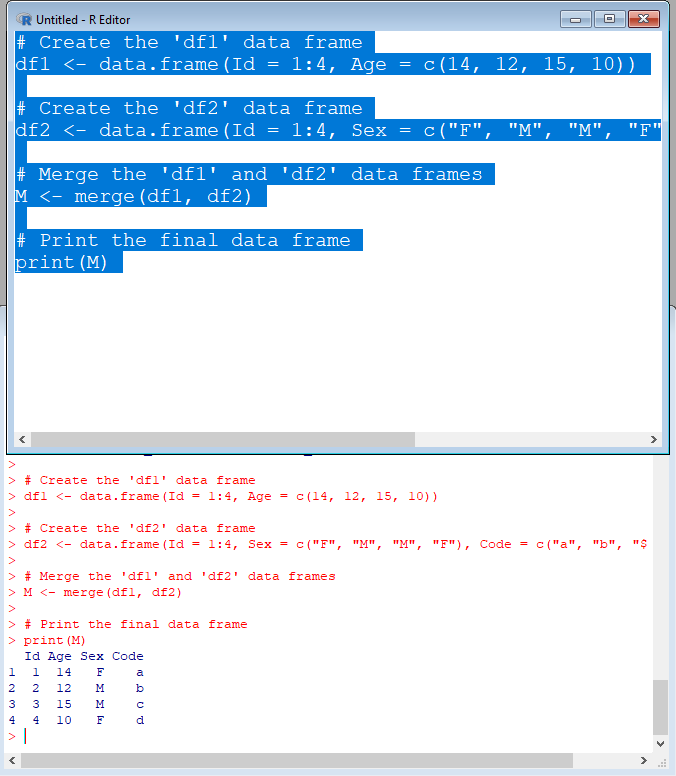 Untitled - R Editor
# Create the 'df1' data frame
df1 <- data.frame(Id = 1:4, Age = c(14, 12, 15, 10))
# Create the 'df2' data frame
df2 <- data.frame(Id = 1:4, Sex = c("F", "M", "M", "F"
# Merge the 'df1' and 'df2' data frames
M <- merge(df1, df2)
# Print the final data frame
print(M)
>
> # Create the 'df1' data frame
> df1 <- data.frame(Id = 1:4, Age = c(14, 12, 15, 10))
>
> # Create the 'df2' data frame
> df2 <- data.frame(Id = 1:4, Sex = c("F", "M", "M", "F"), Code = c("a", "b", "$
>
> # Merge the 'df1' and 'df2' data frames
> M <- merge(df1, df2)
>
> # Print the final data frame
> print(M)
  Id Age Sex Code
1  1  14   F    a
2  2  12   M    b
3  3  15   M    c
4  4  10   F    d
>